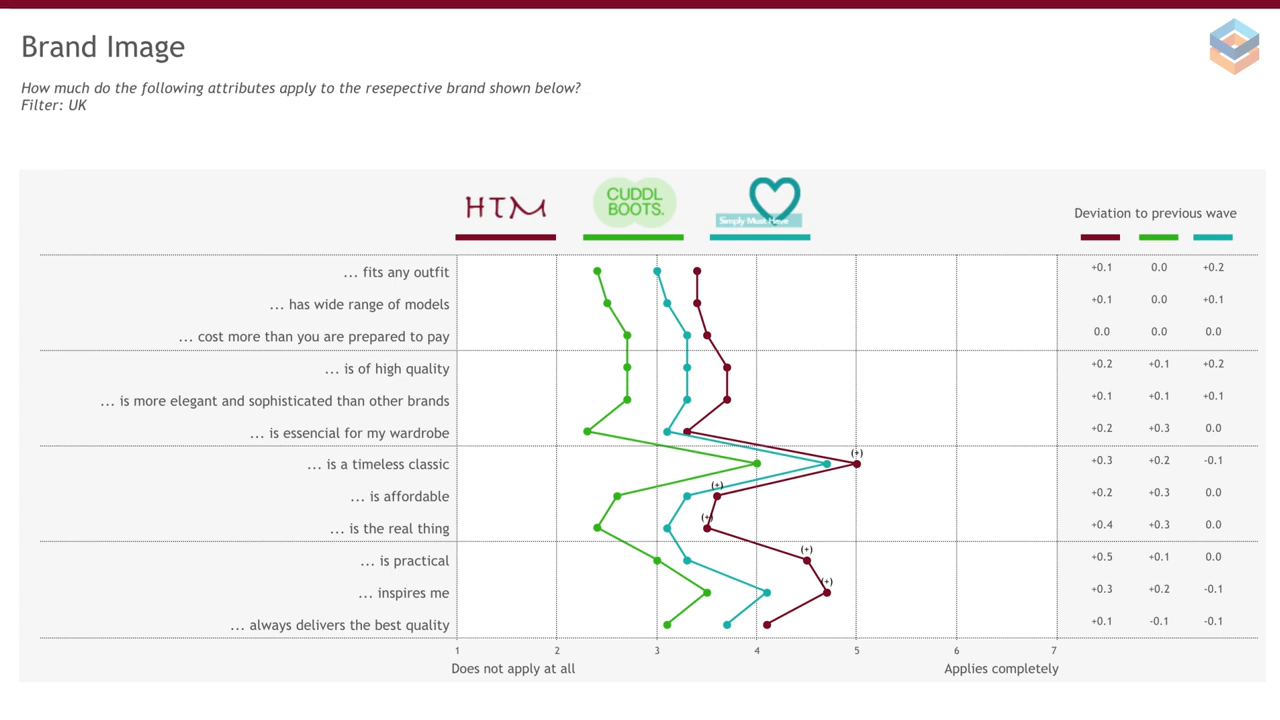 Brand Image
How much do the following attributes apply to the resepective brand shown below?
Filter: UK
HTM
CUDDL
BOOTS.
Simply Must Have
Deviation to previous wave
... fits any outfit +0.1 0.0 +0.2
... has wide range of models +0.1 0.0 +0.1
... cost more than you are prepared to pay 0.0 0.0 0.0
... is of high quality +0.2 +0.1 +0.2
... is more elegant and sophisticated than other brands +0.1 +0.1 +0.1
... is essencial for my wardrobe +0.2 +0.3 0.0
(+)
... is a timeless classic +0.3 +0.2 -0.1
(+)
... is affordable +0.2 +0.3 0.0
(+)
... is the real thing +0.4 +0.3 0.0
(+)
... is practical +0.5 +0.1 0.0
(+)
... inspires me +0.3 +0.2 -0.1
... always delivers the best quality +0.1 -0.1 -0.1
1 2 3 4 5 6 7
Does not apply at all Applies completely